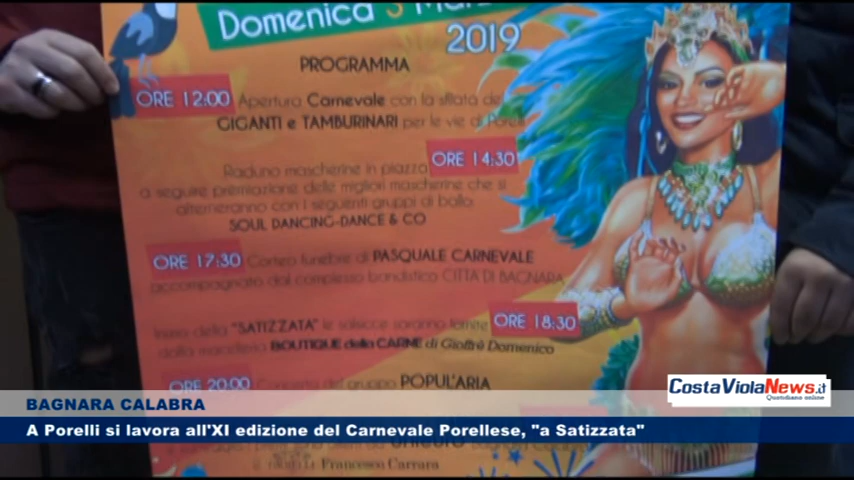 Domenica 3
2019
PROGRAMMA
ORE 12:00 Apertura Carnevale con la sfilata de
GIGANTI e TAMBURINARI per le vie di Porelli
ORE 14:30
Raduno mascherine in piazza
a seguire premiazione delle migliori mascherine che si
alterneranno con i seguenti gruppi di ballo
SOUL DANCING-DANCE & CO
ORE 17:30 Corteo funebre di PASQUALE CARNEVALE
accompagnato dal complesso bandistico CITTÀ DI BAGNARA
ORE 18:30
Inizio della "SATIZZATA" le salsicce saranno fornite
dalla macelleria BOUTIQUE della CARNE di Gioffrè Domenico
ORE 20:00 Concerto del gruppo POPUL'ARIA
CostaViolaNews.it
Quotidiano online
BAGNARA CALABRA
A Porelli si lavora all'XI edizione del Carnevale Porellese, "a Satizzata"
Francesco Carrara